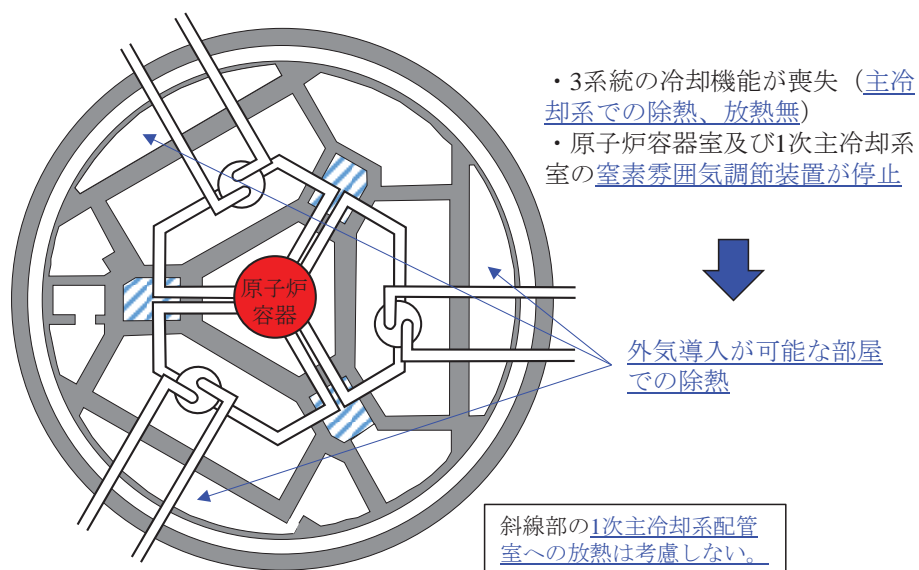 ・3系統の冷却機能が喪失（主冷
却系での除熱、放熱無）
・原子炉容器室及び1次主冷却系
室の窒素雰囲気調節装置が停止
原子炉
容器
外気導入が可能な部屋
での除熱
斜線部の1次主冷却系配管
室への放熱は考慮しない。